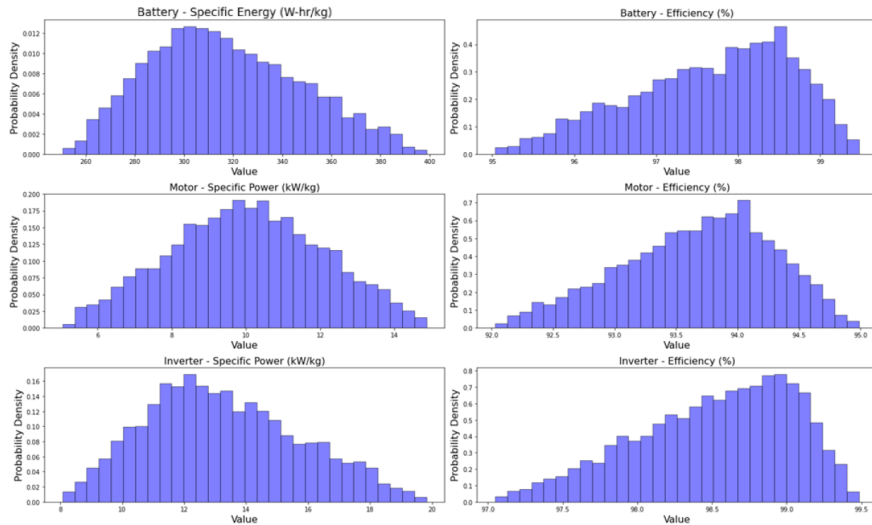 Battery - Specific Energy (W-hr/kg)
Probability Density
0.012
0.010
0.008
0.006
0.004
0.002
0.000
260 280 300 320 340 360 380 400
Value
Battery - Efficiency (%)
Probability Density
0.4
0.3
0.2
0.1
0.0
95 96 97 98 99
Value
Motor - Specific Power (kW/kg)
Probability Density
0.200
0.175
0.150
0.125
0.100
0.075
0.050
0.025
0.000
6 8 10 12 14
Value
Motor - Efficiency (%)
Probability Density
0.7
0.6
0.5
0.4
0.3
0.2
0.1
0.0
92.0 92.5 93.0 93.5 94.0 94.5 95.0
Value
Inverter - Specific Power (kW/kg)
Probability Density
0.16
0.14
0.12
0.10
0.08
0.06
0.04
0.02
0.00
8 10 12 14 16 18 20
Value
Inverter - Efficiency (%)
Probability Density
0.8
0.7
0.6
0.5
0.4
0.3
0.2
0.1
0.0
97.0 97.5 98.0 98.5 99.0 99.5
Value